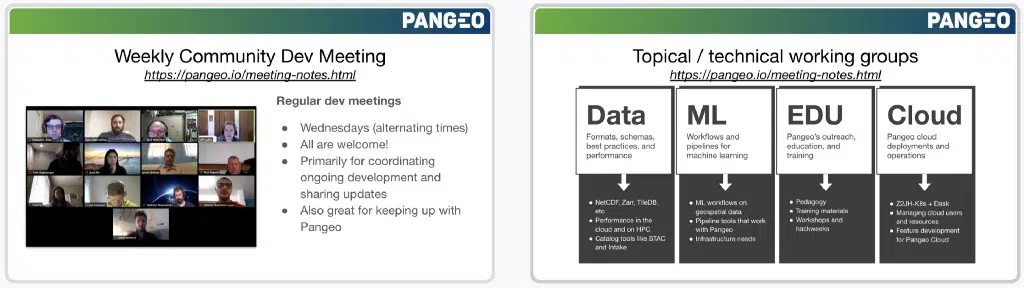 PANGEO
Weekly Community Dev Meeting
https://pangeo.io/meeting-notes.html
Regular dev meetings
● Wednesdays (alternating times)
● All are welcome!
● Primarily for coordinating
ongoing development and
sharing updates
● Also great for keeping up with
Pangeo
PANGEO
Topical / technical working groups
https://pangeo.io/meeting-notes.html
Data
Formats, schemas,
best practices, and
performance
● NetCDF, Zarr, TileDB,
etc
● Performance in the
cloud and on HPC
● Catalog tools like STAC
and Intake
ML
Workflows and
pipelines for
machine learning
● ML workflows on
geospatial data
● Pipeline tools that work
with Pangeo
● Infrastructure needs
EDU
Pangeo's outreach,
education, and
training
● Pedagogy
● Training materials
● Workshops and
hackweeks
Cloud
Pangeo cloud
deployments and
operations
● Z2JH-K8s + Dask
● Managing cloud users
and resources
● Feature development
for Pangeo Cloud